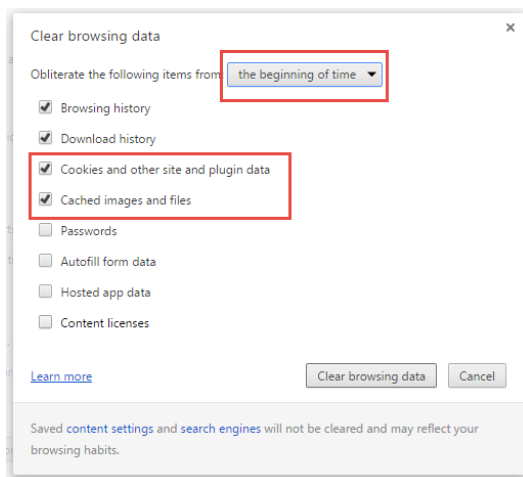 Clear browsing data
Obliterate the following items from the beginning of time
Browsing history
Download history
Cookies and other site and plugin data
Cached images and files
Passwords
Autofill form data
Hosted app data
Content licenses
Learn more Clear browsing data Cancel
Saved content settings and search engines will not be cleared and may reflect your
browsing habits.